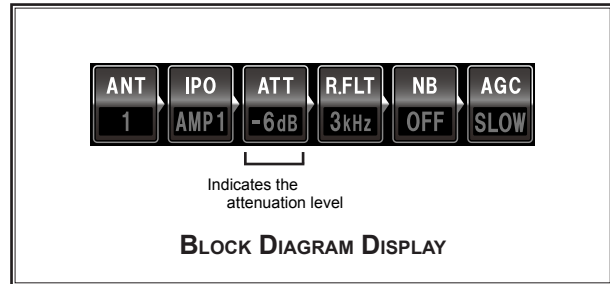 ANT IPO ATT R.FLT NB AGC
1 AMP1 -6dB 3kHz OFF SLOW
Indicates the
attenuation level
BLOCK DIAGRAM DISPLAY